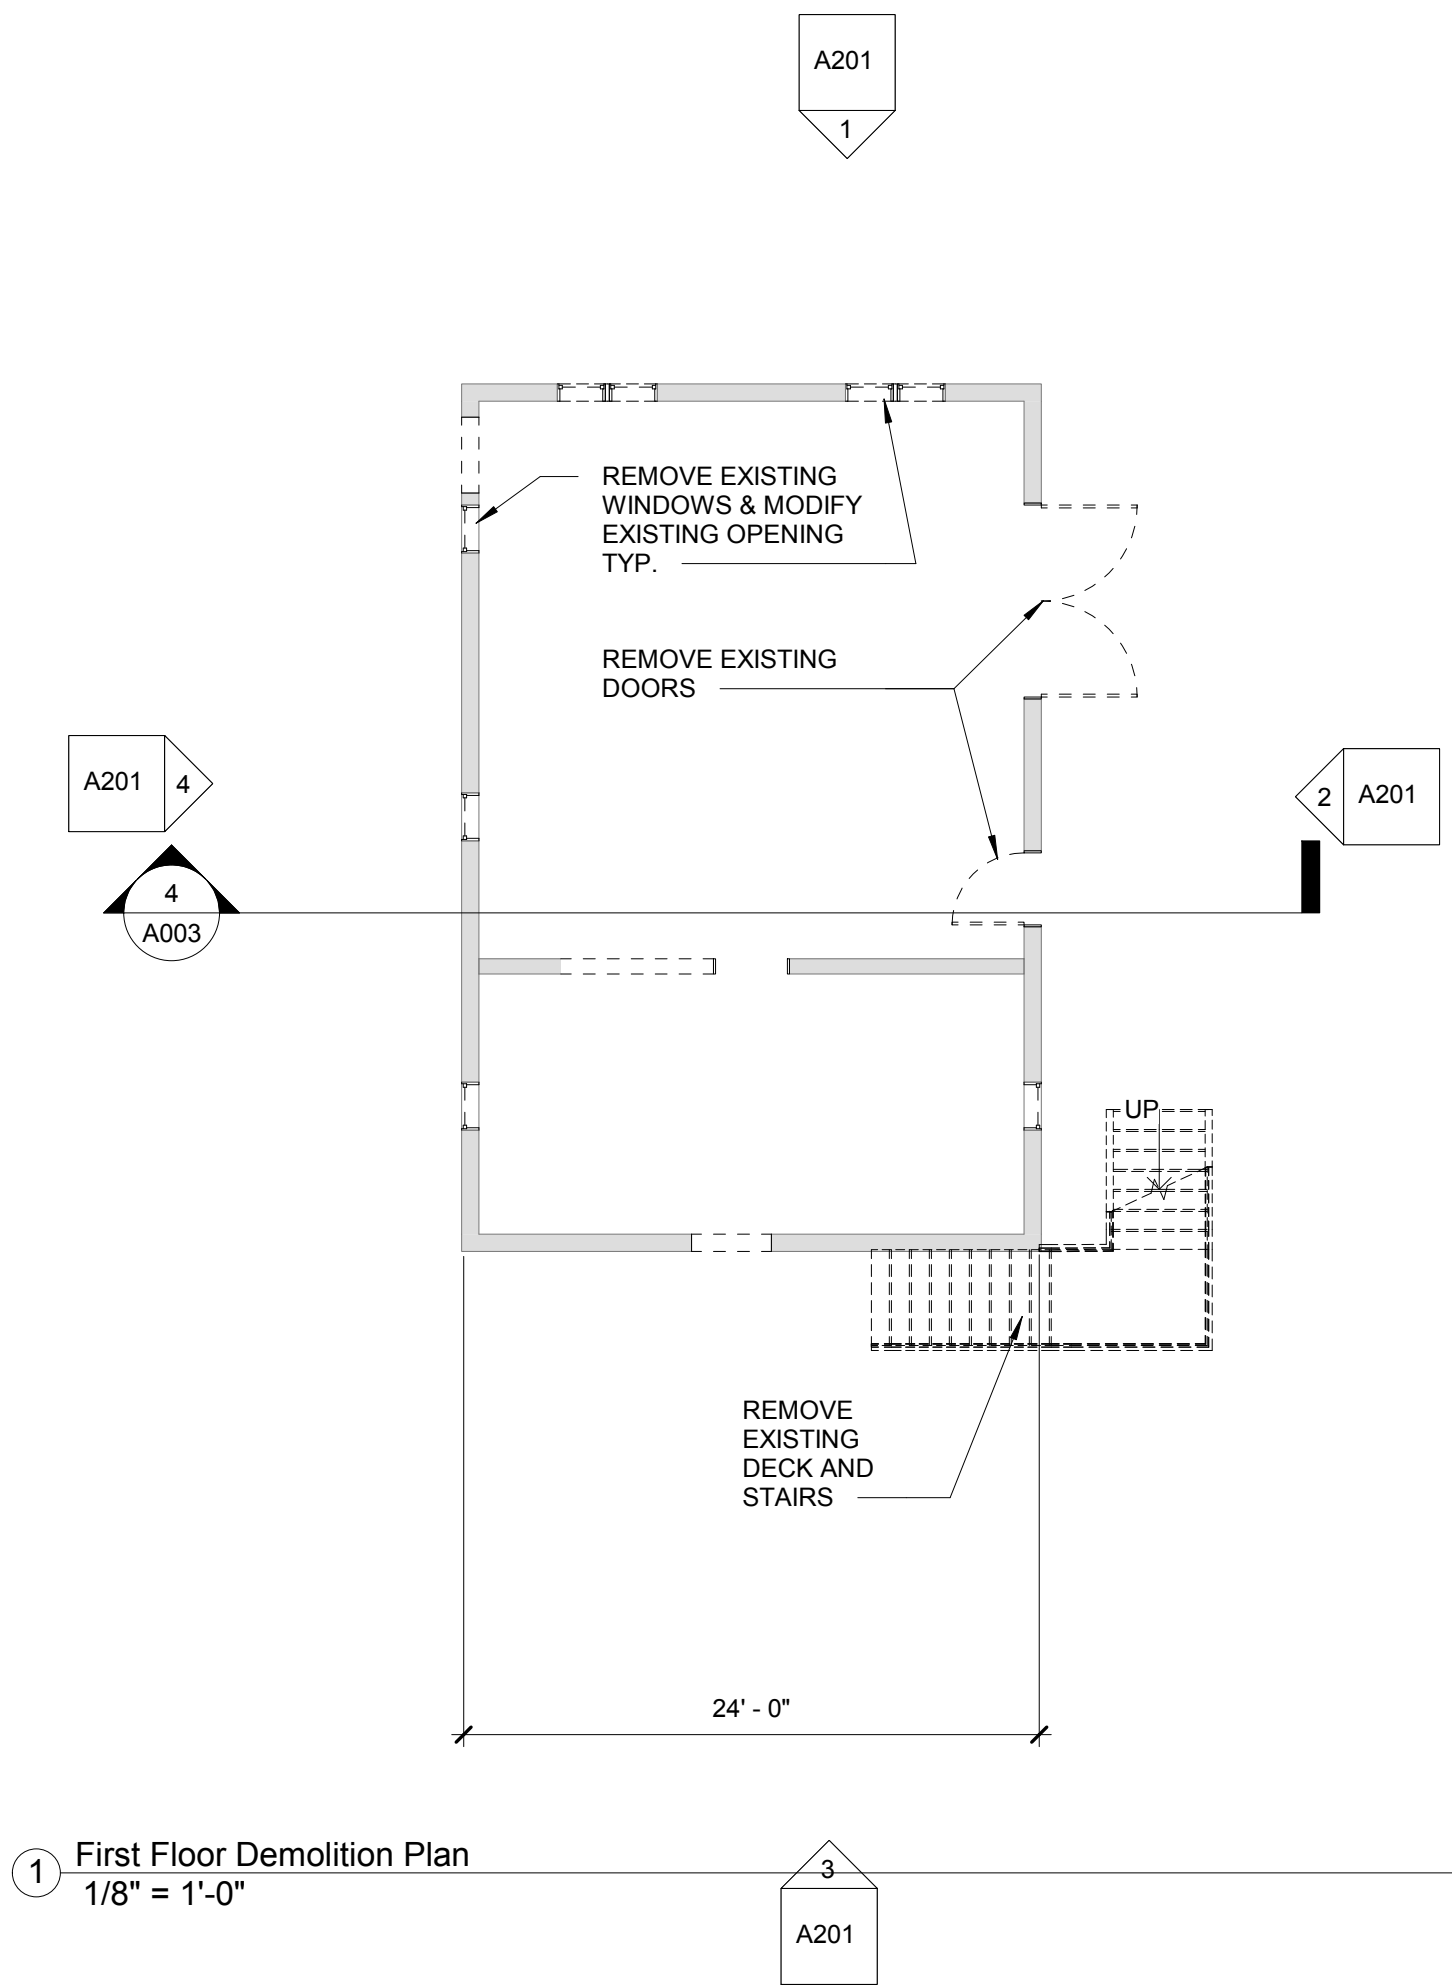 A201
1
REMOVE EXISTING
WINDOWS & MODIFY
EXISTING OPENING
TYP.
REMOVE EXISTING
DOORS
A201
4
2
A201
4
A003
UP
REMOVE
EXISTING
DECK AND
STAIRS
24' - 0"
1
First Floor Demolition Plan
1/8" = 1'-0"
3
A201